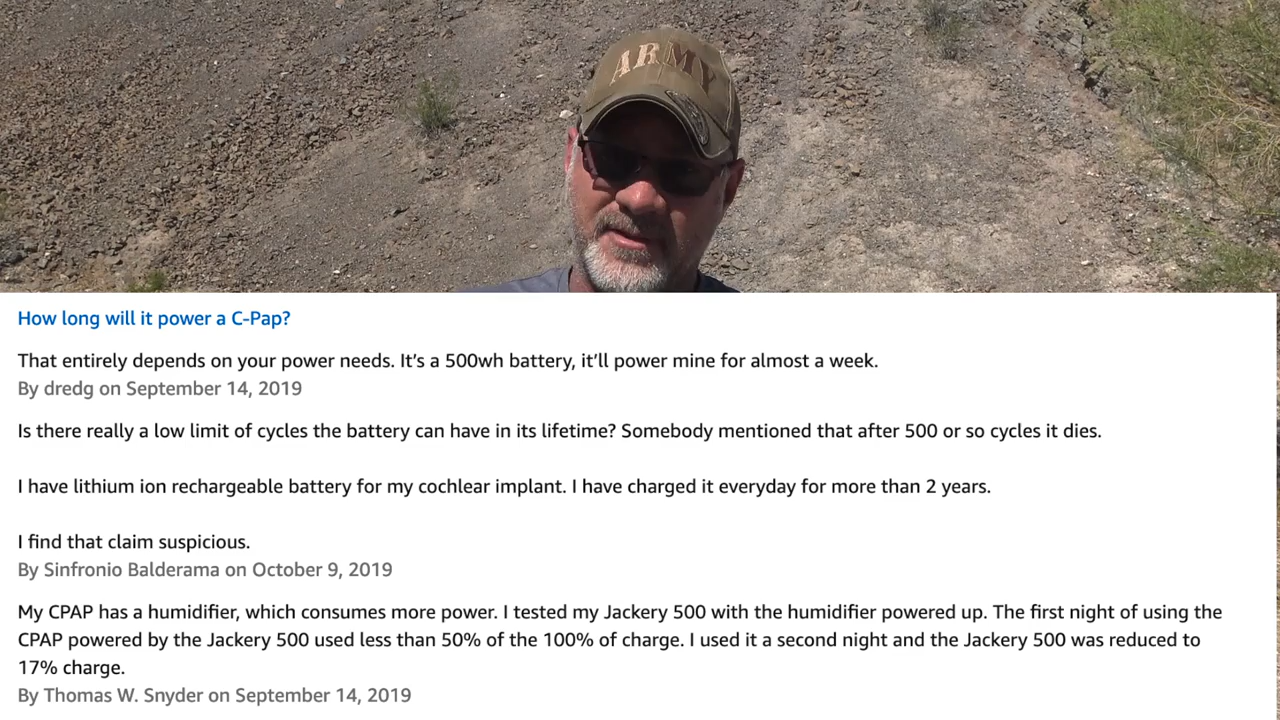 ARMY
How long will it power a C-Pap?
That entirely depends on your power needs. It's a 500wh battery, it'll power mine for almost a week.
By dredg on September 14, 2019
Is there really a low limit of cycles the battery can have in its lifetime? Somebody mentioned that after 500 or so cycles it dies.
I have lithium ion rechargeable battery for my cochlear implant. I have charged it everyday for more than 2 years.
I find that claim suspicious.
By Sinfronio Balderama on October 9, 2019
My CPAP has a humidifier, which consumes more power. I tested my Jackery 500 with the humidifier powered up. The first night of using the
CPAP powered by the Jackery 500 used less than 50% of the 100% of charge. I used it a second night and the Jackery 500 was reduced to
17% charge.
By Thomas W. Snyder on September 14, 2019